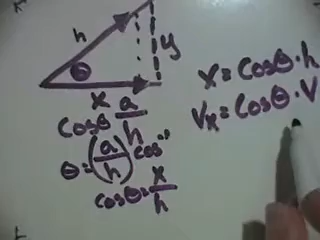 h
y
θ
x
cosθ a/h
θ=(a/h)cos⁻¹
cosθ=x/h
x=cosθ·h
Vx=cosθ·V